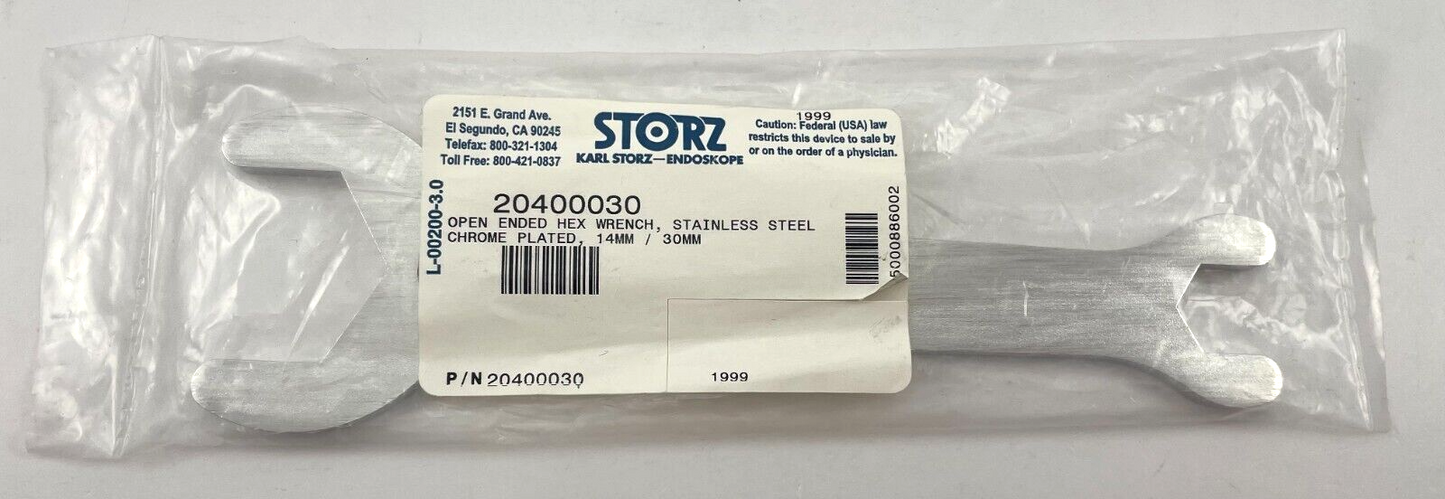 2151 E. Grand Ave.
El Segundo, CA 90245
Telefax: 800-321-1304
Toll Free: 800-421-0837
STORZ
KARL STORZ—ENDOSKOPE
1999
Caution: Federal (USA) law
restricts this device to sale by
or on the order of a physician.
L-00200-3.0
20400030
OPEN ENDED HEX WRENCH, STAINLESS STEEL
CHROME PLATED, 14MM / 30MM
5000886002
P/N 20400030
1999